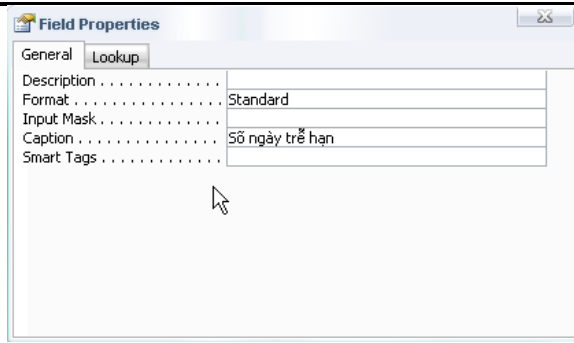 Field Properties
General Lookup
Description . . . . . . . . . . . . .
Format . . . . . . . . . . . . . . . . Standard
Input Mask . . . . . . . . . . . . .
Caption . . . . . . . . . . . . . . . Số ngày trễ hạn
Smart Tags . . . . . . . . . . . . .